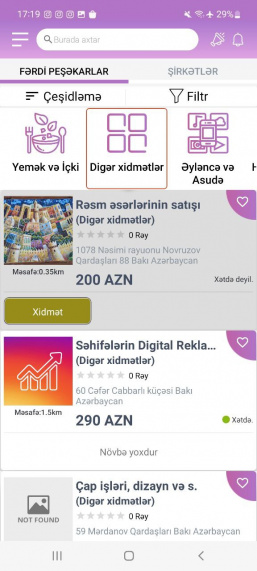 17:19
29%
Burada axtar
FƏRDİ PEŞƏKARLAR
ŞİRKƏTLƏR
Çeşidləmə
Filtr
Yemək və İçki
Digər xidmətlər
Əyləncə və
Asudə
H
Rəsm əsərlərinin satışı
(Digər xidmətlər)
0 Rəy
1078 Nəsimi rayuonu Novruzov
Qardaşları 88 Bakı Azərbaycan
Məsafə:0.35km
200 AZN
Xətdə deyil.
Xidmət
Səhifələrin Digital Rekla...
(Digər xidmətlər)
0 Rəy
60 Cəfər Cabbarlı küçəsi Bakı
Azərbaycan
Məsafə:1.5km
290 AZN
Xətdə.
Növbə yoxdur
Çap işləri, dizayn və s.
(Digər xidmətlər)
NOT FOUND
0 Rəy
59 Mərdanov Qardaşları Bakı Azərbaycan